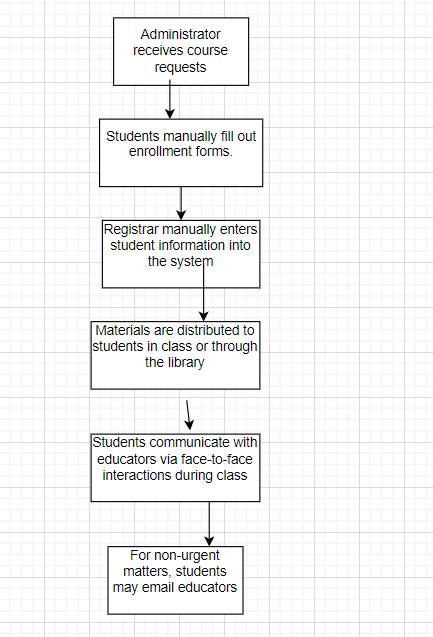 Administrator
receives course
requests
Students manually fill out
enrollment forms.
Registrar manually enters
student information into
the system
Materials are distributed to
students in class or through
the library
Students communicate with
educators via face-to-face
interactions during class
For non-urgent
matters, students
may email educators